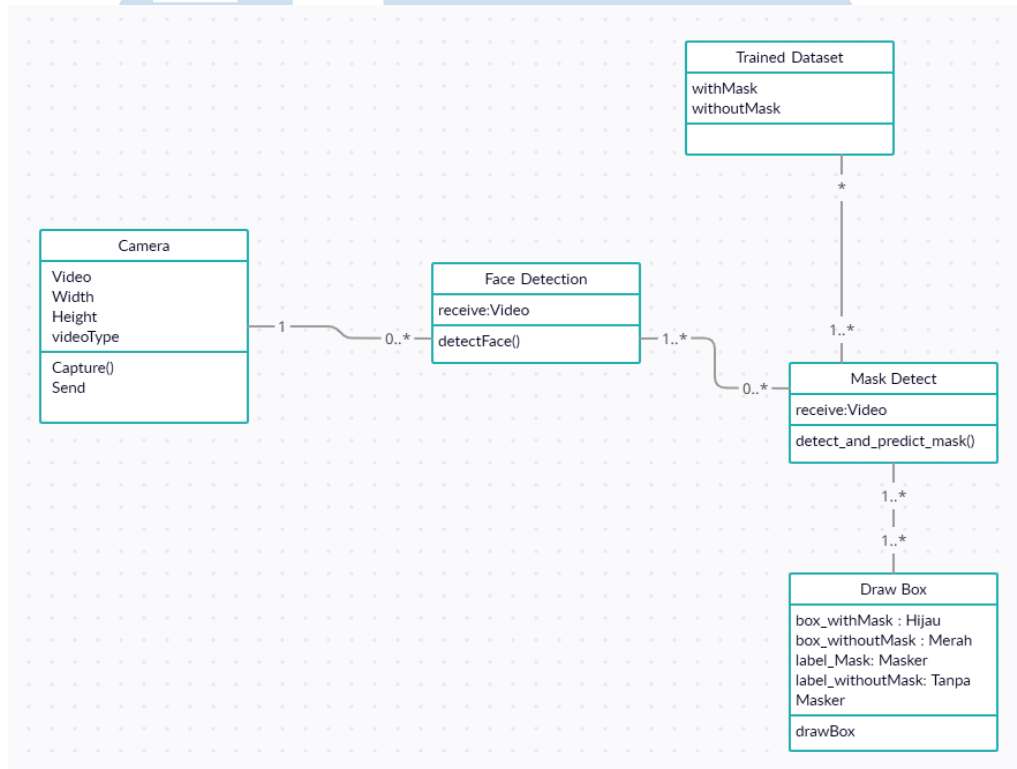 Trained Dataset
withMask
withoutMask
*
1..*
Camera
Video
Width
Height
videoType
Capture()
Send
1
0..*
Face Detection
receive:Video
detectFace()
1..*
0..*
Mask Detect
receive:Video
detect_and_predict_mask()
1..*
1..*
Draw Box
box_withMask : Hijau
box_withoutMask : Merah
label_Mask: Masker
label_withoutMask: Tanpa
Masker
drawBox